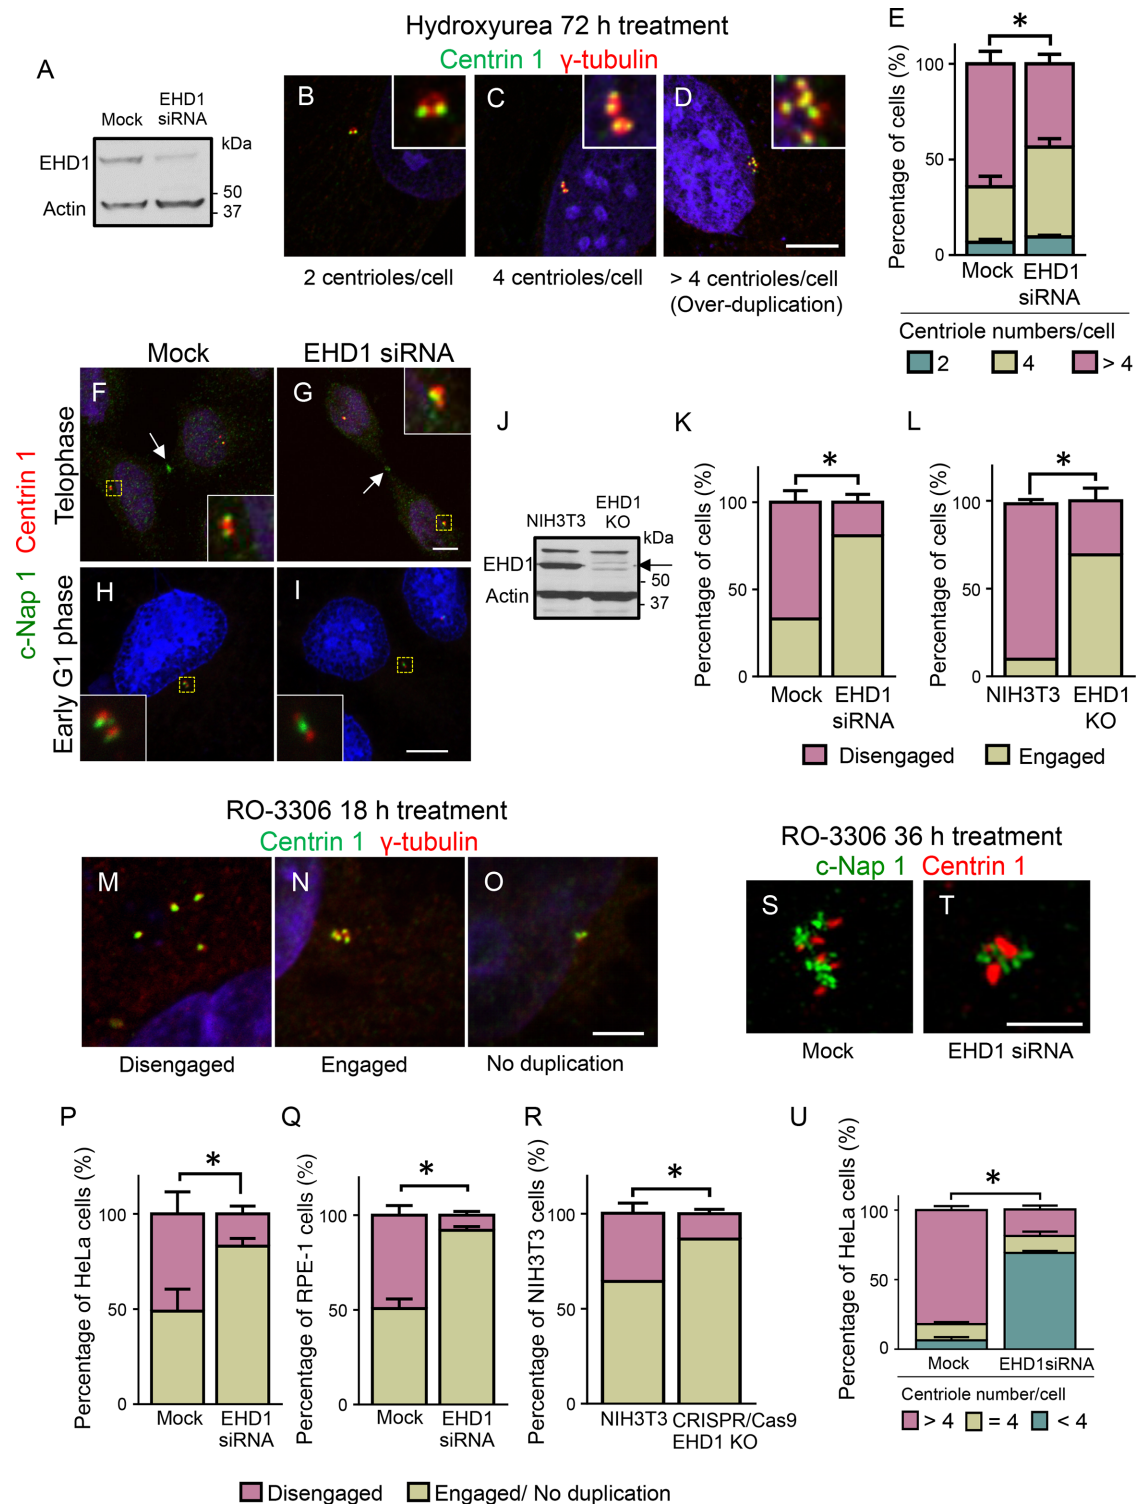 Hydroxyurea 72 h treatment
Centrin 1 γ-tubulin
A
Mock
EHD1
siRNA
kDa
EHD1
50
Actin
37
B
C
D
2 centrioles/cell
4 centrioles/cell
> 4 centrioles/cell
(Over-duplication)
E
*
Percentage of cells (%)
100
50
0
Mock
EHD1
siRNA
Centriole numbers/cell
2
4
> 4
Mock
EHD1 siRNA
c-Nap 1 Centrin 1
Telophase
Early G1 phase
F
G
H
I
J
NIH3T3
EHD1
KO
kDa
EHD1
50
Actin
37
K
*
Percentage of cells (%)
100
50
0
Mock
EHD1
siRNA
L
*
Percentage of cells (%)
100
50
0
NIH3T3
EHD1
KO
Disengaged
Engaged
RO-3306 18 h treatment
Centrin 1 γ-tubulin
M
N
O
Disengaged
Engaged
No duplication
RO-3306 36 h treatment
c-Nap 1 Centrin 1
S
T
Mock
EHD1 siRNA
P
*
Percentage of HeLa cells (%)
100
50
0
Mock
EHD1
siRNA
Q
*
Percentage of RPE-1 cells (%)
100
50
0
Mock
EHD1
siRNA
R
*
Percentage of NIH3T3 cells (%)
100
50
0
NIH3T3
CRISPR/Cas9
EHD1 KO
Disengaged
Engaged/ No duplication
U
*
Percentage of HeLa cells (%)
100
50
0
Mock
EHD1siRNA
Centriole number/cell
> 4
= 4
< 4